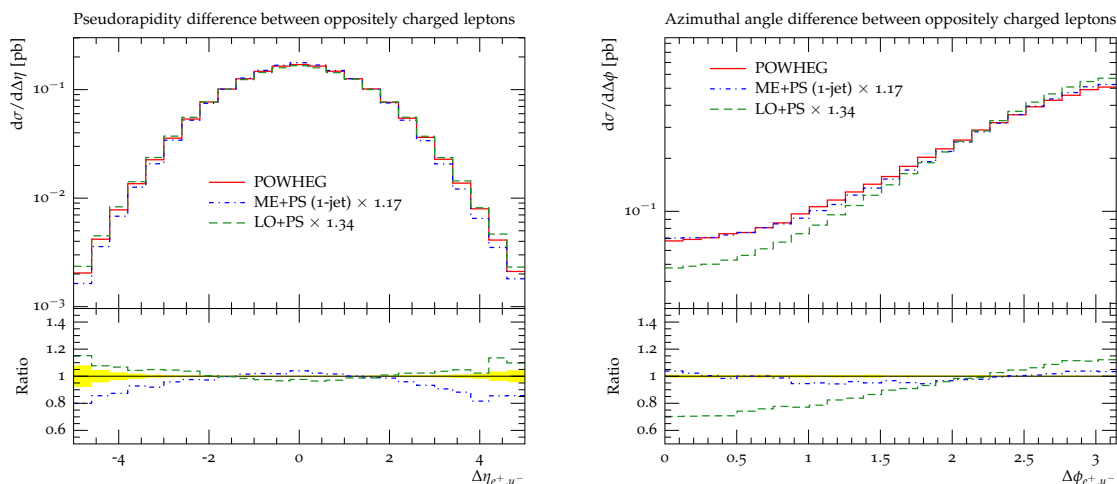 Pseudorapidity difference between oppositely charged leptons
dσ/dΔη [pb]
10⁻¹
10⁻²
10⁻³
POWHEG
ME+PS (1-jet) × 1.17
LO+PS × 1.34
Ratio
1.4
1.2
1
0.8
0.6
-4 -2 0 2 4
Δη e⁺,μ⁻
Azimuthal angle difference between oppositely charged leptons
dσ/dΔϕ [pb]
10⁻¹
POWHEG
ME+PS (1-jet) × 1.17
LO+PS × 1.34
Ratio
1.4
1.2
1
0.8
0.6
0 0.5 1 1.5 2 2.5 3
Δϕ e⁺,μ⁻